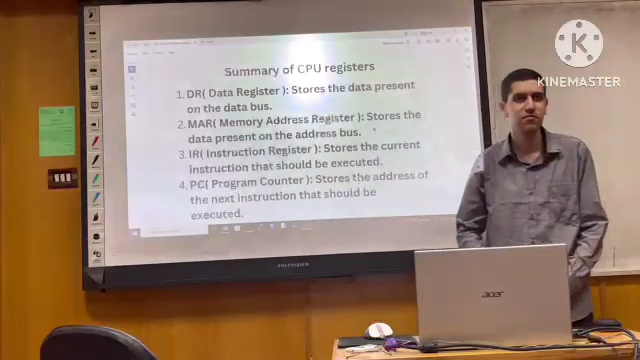 Summary of CPU registers
1. DR( Data Register ): Stores the data present
on the data bus.
2. MAR( Memory Address Register ): Stores the
data present on the address bus.
3. IR( Instruction Register ): Stores the current
instruction that should be executed.
4. PC( Program Counter ): Stores the address of
the next instruction that should be
executed.
POLYVISION
acer
K
KINEMASTER